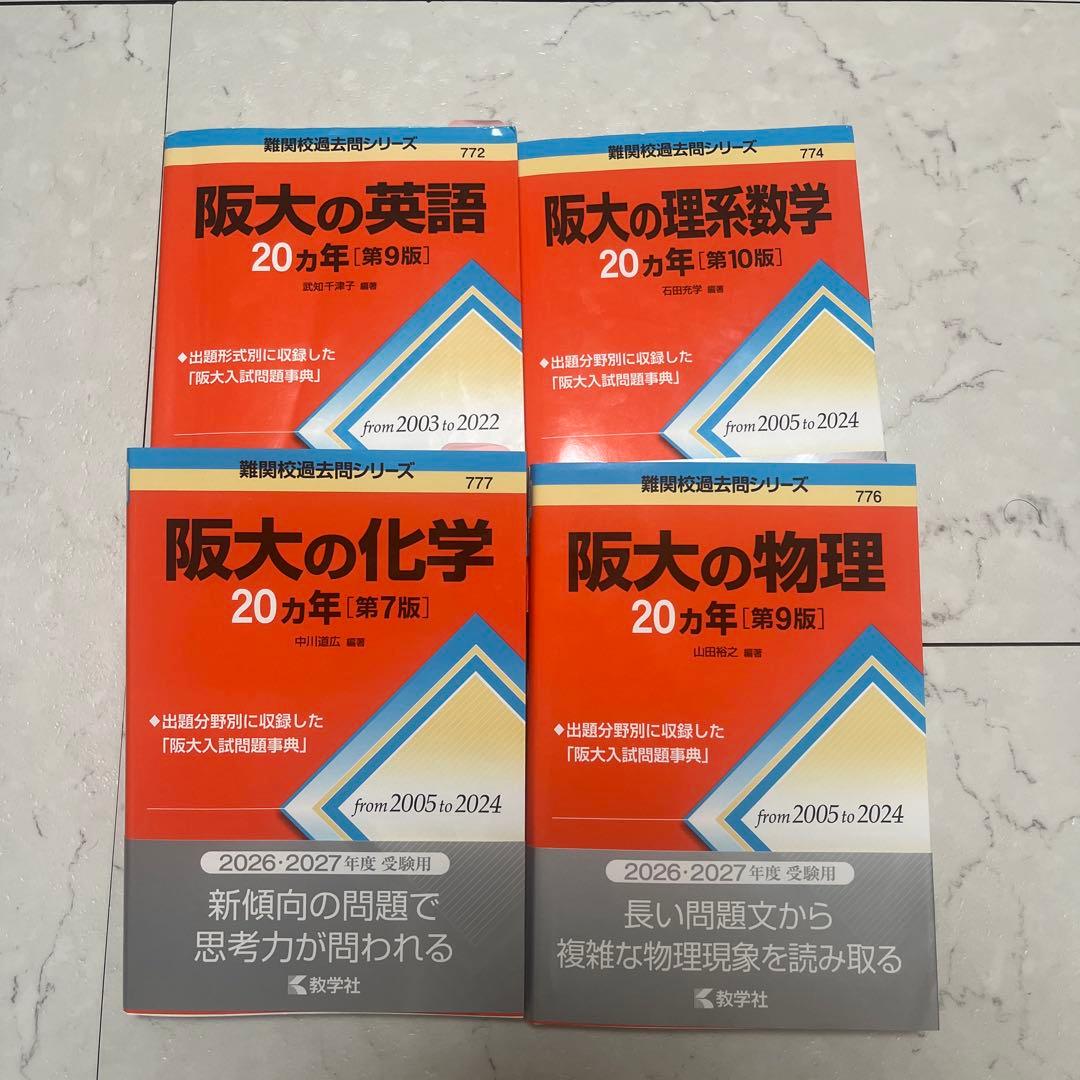 難関校過去問シリーズ
772
阪大の英語
20ヵ年[第9版]
武知千津子 編著
◆出題形式別に収録した
「阪大入試問題事典」
from 2003 to 2022
難関校過去問シリーズ
774
阪大の理系数学
20ヵ年[第10版]
石田充学 編著
◆出題分野別に収録した
「阪大入試問題事典」
from 2005 to 2024
難関校過去問シリーズ
777
阪大の化学
20ヵ年[第7版]
中川道広 編著
◆出題分野別に収録した
「阪大入試問題事典」
from 2005 to 2024
2026・2027年度 受験用
新傾向の問題で
思考力が問われる
教学社
難関校過去問シリーズ
776
阪大の物理
20ヵ年[第9版]
山田裕之 編著
◆出題分野別に収録した
「阪大入試問題事典」
from 2005 to 2024
2026・2027年度 受験用
長い問題文から
複雑な物理現象を読み取る
教学社